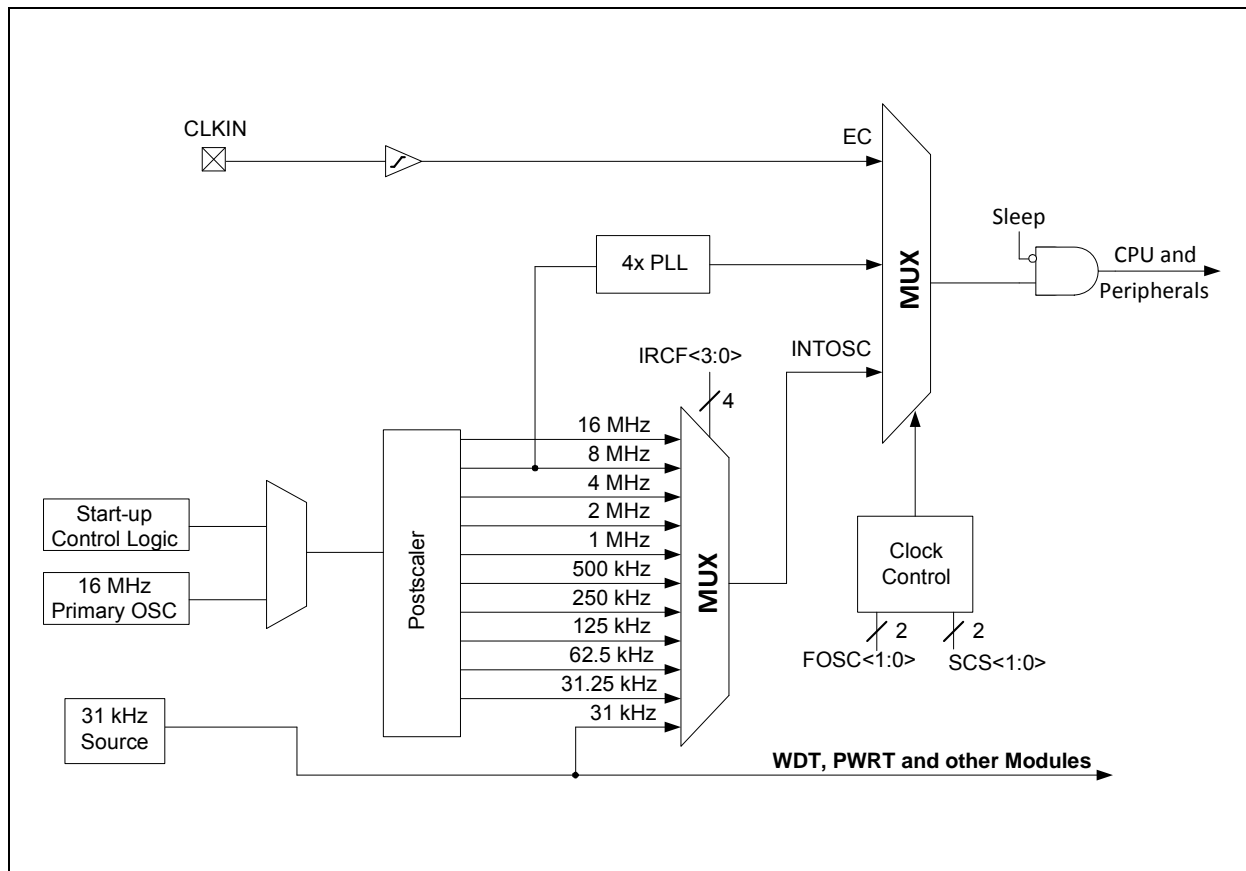 CLKIN
EC
Sleep
4x PLL
MUX
CPU and
Peripherals
IRCF<3:0>
INTOSC
4
16 MHz
8 MHz
4 MHz
2 MHz
1 MHz
500 kHz
250 kHz
125 kHz
62.5 kHz
31.25 kHz
31 kHz
Start-up
Control Logic
16 MHz
Primary OSC
Postscaler
MUX
Clock
Control
2
2
FOSC<1:0>
SCS<1:0>
31 kHz
Source
WDT, PWRT and other Modules